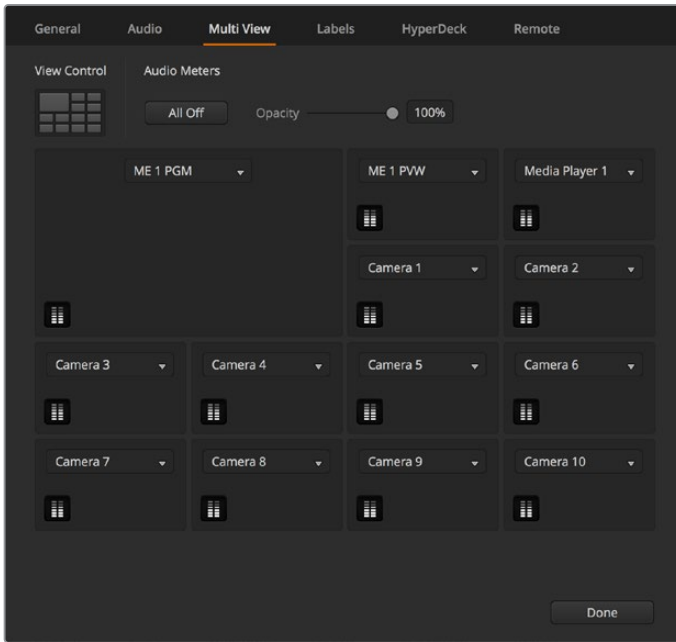 General Audio Multi View Labels HyperDeck Remote
View Control Audio Meters
All Off Opacity 100%
ME 1 PGM ME 1 PVW Media Player 1
Camera 1 Camera 2
Camera 3 Camera 4 Camera 5 Camera 6
Camera 7 Camera 8 Camera 9 Camera 10
Done